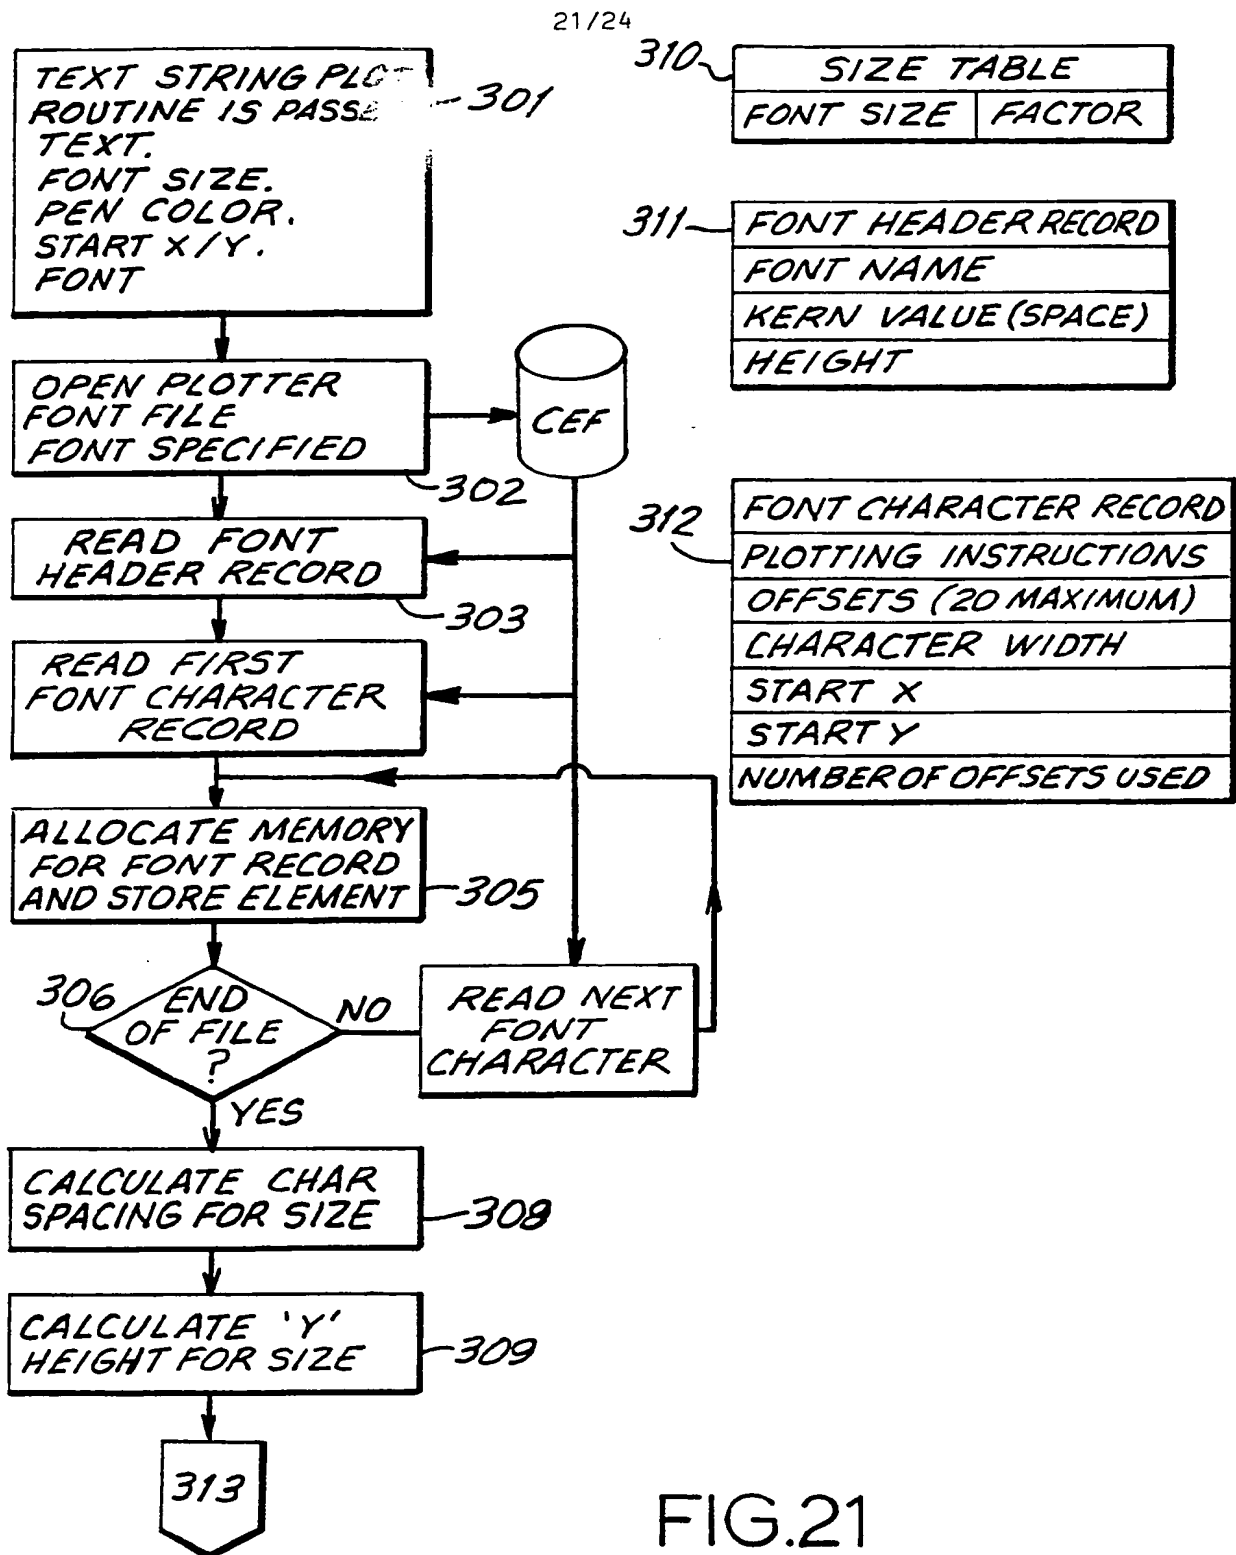 21/24
TEXT STRING PLOT
ROUTINE IS PASSE
TEXT.
FONT SIZE.
PEN COLOR.
START X/Y.
FONT
301
OPEN PLOTTER
FONT FILE
FONT SPECIFIED
302
CEF
READ FONT
HEADER RECORD
303
READ FIRST
FONT CHARACTER
RECORD
ALLOCATE MEMORY
FOR FONT RECORD
AND STORE ELEMENT
305
306
END
OF FILE
?
NO
YES
READ NEXT
FONT
CHARACTER
CALCULATE CHAR
SPACING FOR SIZE
308
CALCULATE 'Y'
HEIGHT FOR SIZE
309
313
310
SIZE TABLE
FONT SIZE FACTOR
311
FONT HEADER RECORD
FONT NAME
KERN VALUE (SPACE)
HEIGHT
312
FONT CHARACTER RECORD
PLOTTING INSTRUCTIONS
OFFSETS (20 MAXIMUM)
CHARACTER WIDTH
START X
START Y
NUMBER OF OFFSETS USED
FIG.21